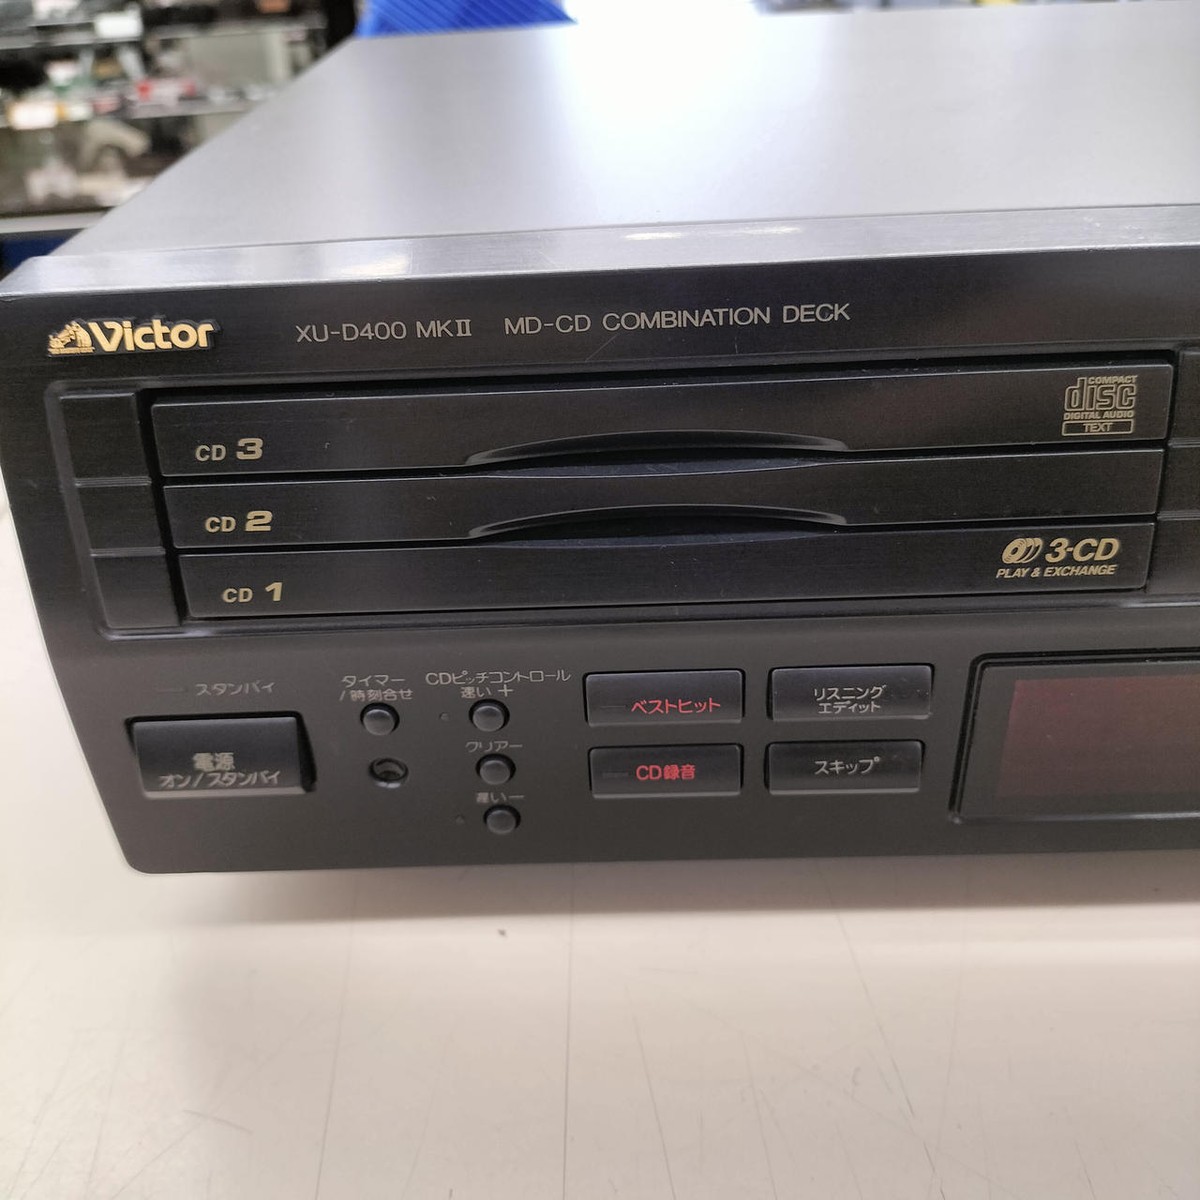 Victor
XU-D400 MKII MD-CD COMBINATION DECK
COMPACT
disc
DIGITAL AUDIO
TEXT
CD 3
CD 2
3-CD
PLAY & EXCHANGE
CD 1
スタンバイ
電源
オン/スタンバイ
タイマー
/時刻合せ
CDピッチコントロール
速い +
クリアー
遅い −
ベストヒット
リスニング
エディット
CD録音
スキップ